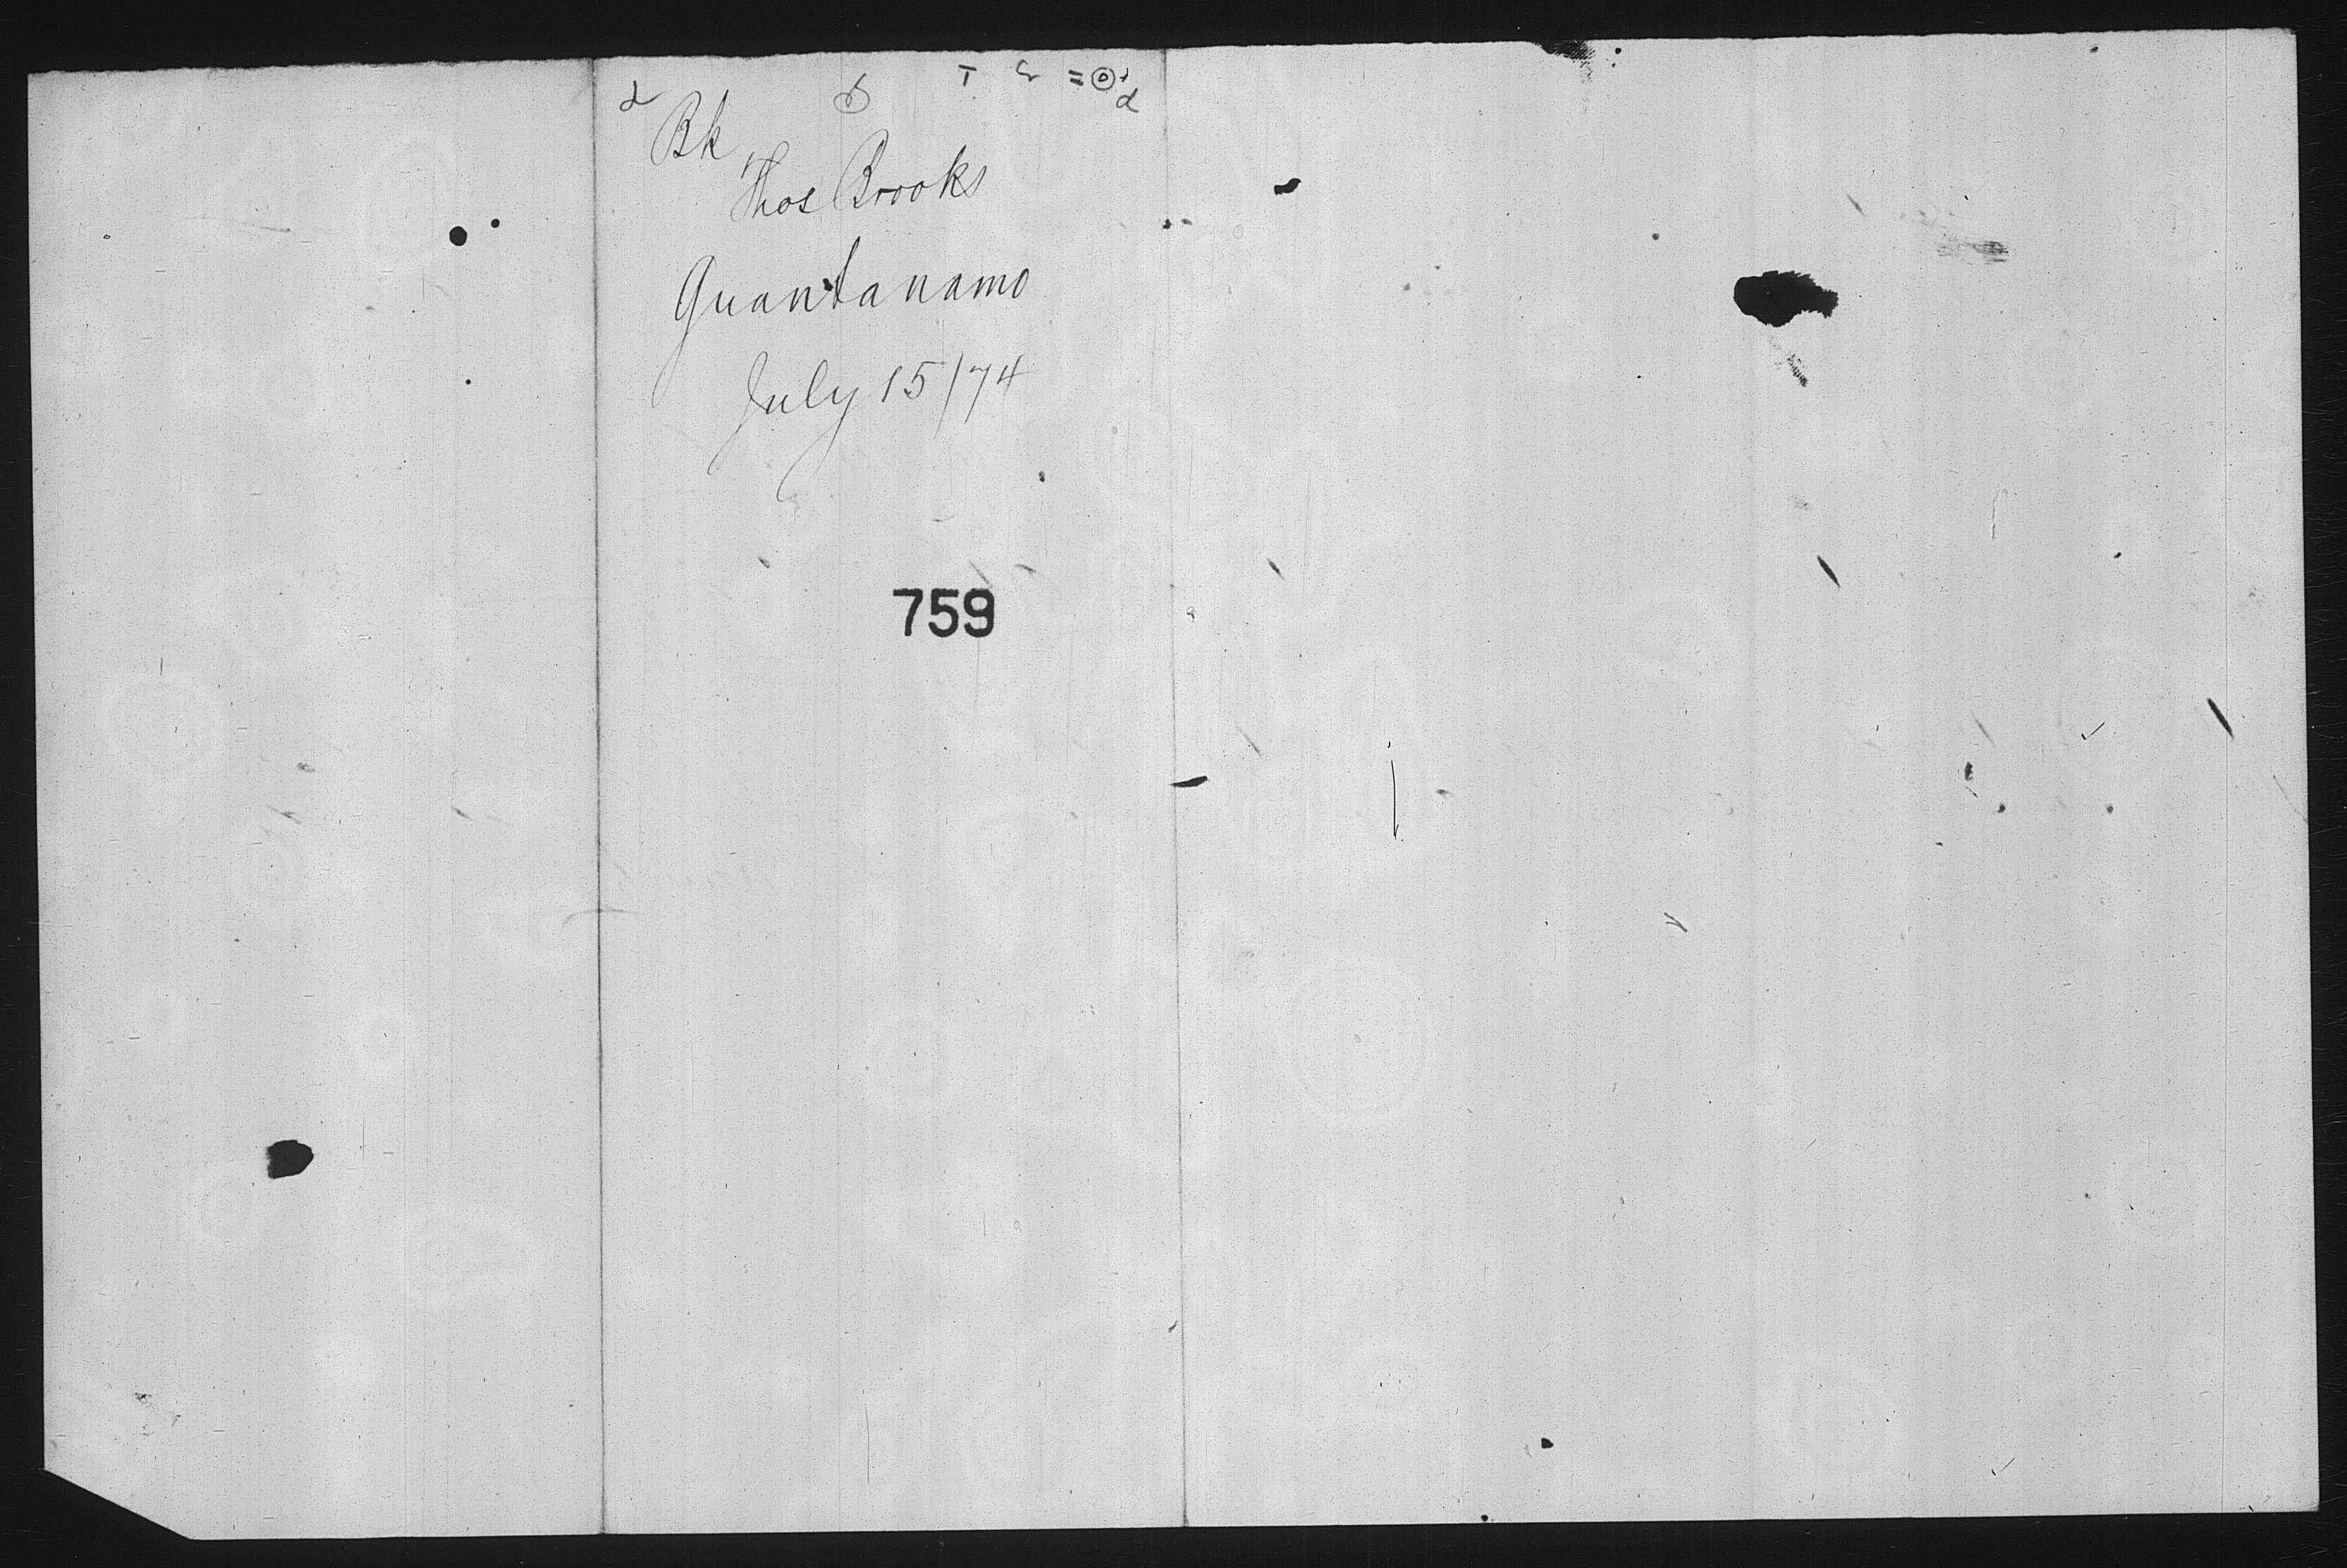 Bk
Thos Brooks
Guantanamo
July 15/74
759